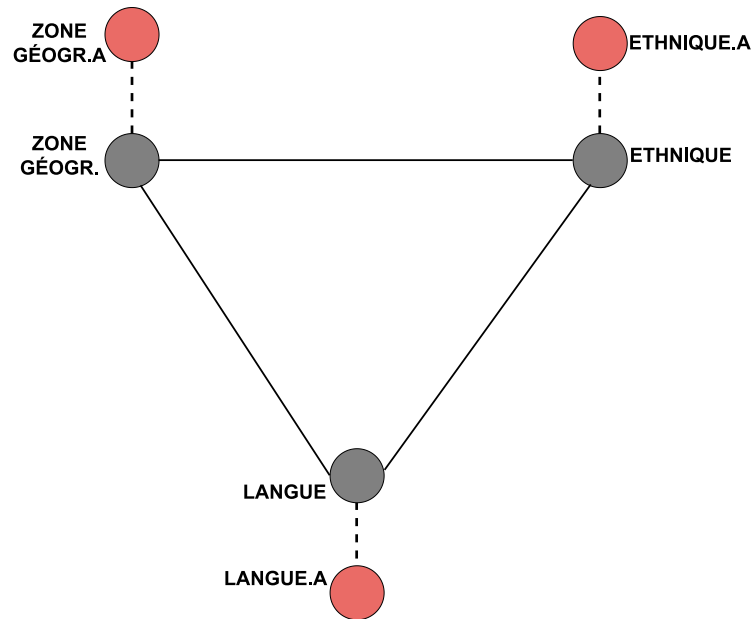 ZONE
GÉOGR.A
ETHNIQUE.A
ZONE
GÉOGR.
ETHNIQUE
LANGUE
LANGUE.A